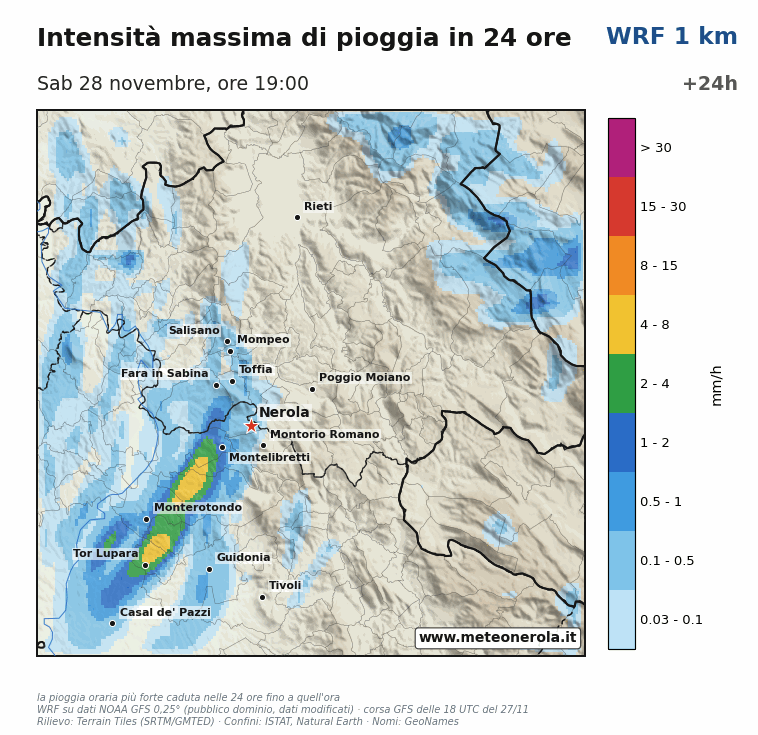 Intensità massima di pioggia in 24 ore
WRF 1 km
Sab 28 novembre, ore 19:00
+24h
Rieti
Salisano
Mompeo
Fara in Sabina
Toffia
Poggio Moiano
Nerola
Montorio Romano
Montelibretti
Monterotondo
Tor Lupara
Guidonia
Tivoli
Casal de' Pazzi
www.meteonerola.it
> 30
15 - 30
8 - 15
4 - 8
2 - 4
1 - 2
0.5 - 1
0.1 - 0.5
0.03 - 0.1
mm/h
la pioggia oraria più forte caduta nelle 24 ore fino a quell'ora
WRF su dati NOAA GFS 0,25° (pubblico dominio, dati modificati) · corsa GFS delle 18 UTC del 27/11
Rilievo: Terrain Tiles (SRTM/GMTED) · Confini: ISTAT, Natural Earth · Nomi: GeoNames